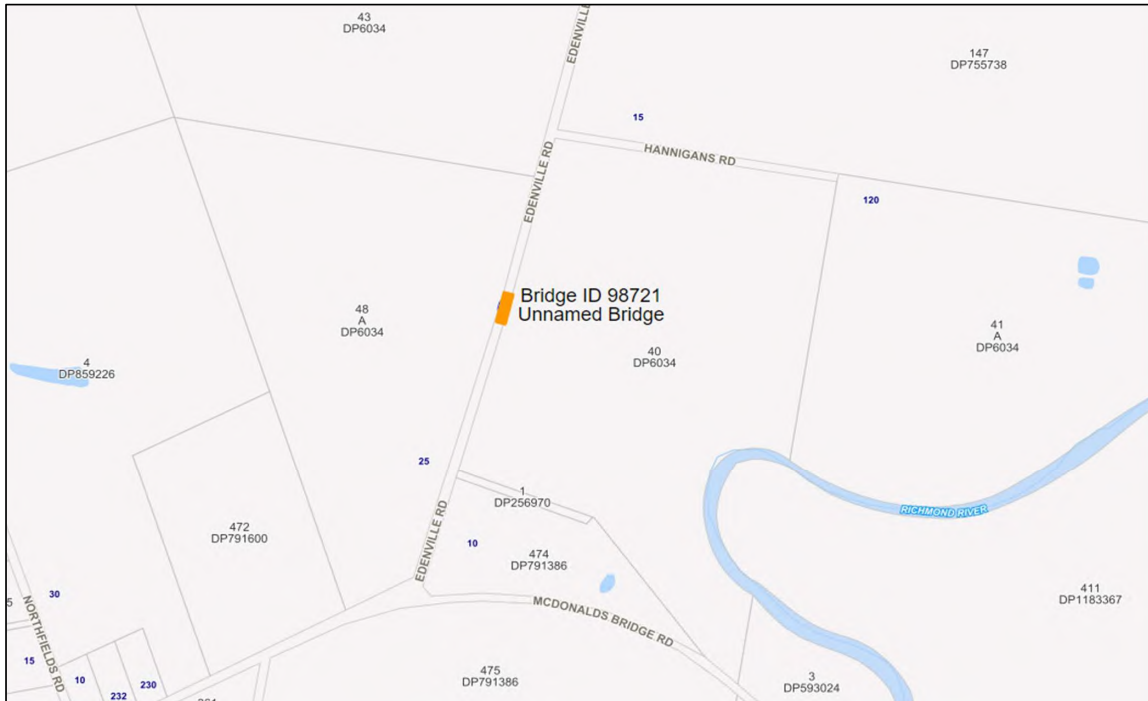 43
DP6034
EDENVILLE
147
DP755738
15
HANNIGANS RD
EDENVILLE RD
120
Bridge ID 98721
Unnamed Bridge
48
A
DP6034
40
DP6034
41
A
DP6034
4
DP859226
25
1
DP256970
RICHMOND RIVER
472
DP791600
EDENVILLE RD
10
474
DP791386
30
411
DP1183367
5
NORTHFIELDS RD
MCDONALDS BRIDGE RD
15
10
232
230
475
DP791386
3
DP593024